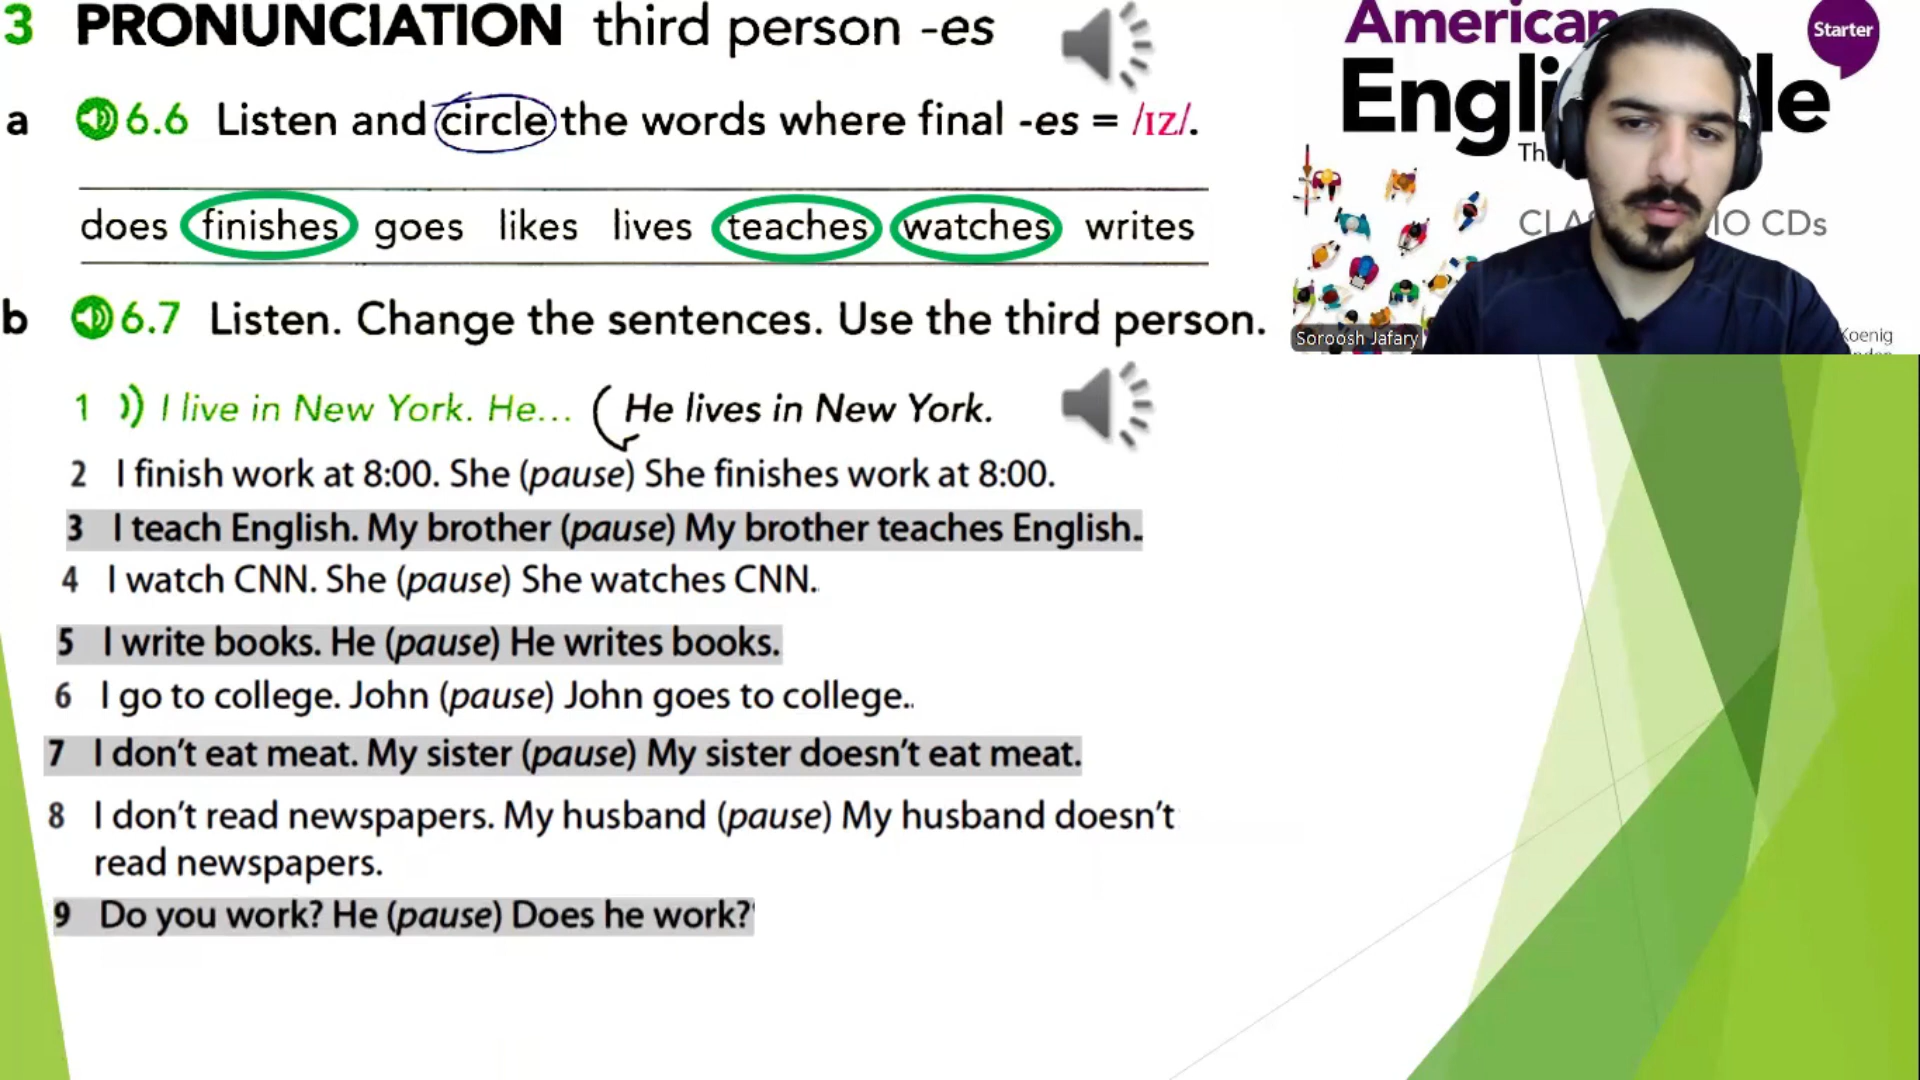 3 PRONUNCIATION third person -es
a 6.6 Listen and circle the words where final -es = /ɪz/.
does finishes goes likes lives teaches watches writes
b 6.7 Listen. Change the sentences. Use the third person.
1 )) I live in New York. He... He lives in New York.
2 I finish work at 8:00. She (pause) She finishes work at 8:00.
3 I teach English. My brother (pause) My brother teaches English.
4 I watch CNN. She (pause) She watches CNN.
5 I write books. He (pause) He writes books.
6 I go to college. John (pause) John goes to college..
7 I don't eat meat. My sister (pause) My sister doesn't eat meat.
8 I don't read newspapers. My husband (pause) My husband doesn't
read newspapers.
9 Do you work? He (pause) Does he work?
American
Starter
CDs
Soroosh Jafary
Koenig